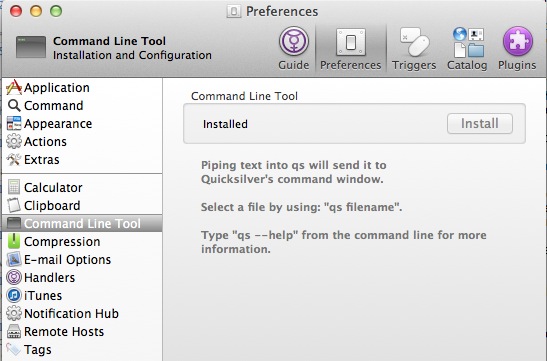 Preferences
Command Line Tool
Installation and Configuration
Guide
Preferences
Triggers
Catalog
Plugins
Application
Command
Appearance
Actions
Extras
Calculator
Clipboard
Command Line Tool
Compression
E-mail Options
Handlers
iTunes
Notification Hub
Remote Hosts
Tags
Command Line Tool
Installed
Install
Piping text into qs will send it to
Quicksilver's command window.
Select a file by using: "qs filename".
Type "qs --help" from the command line for more
information.